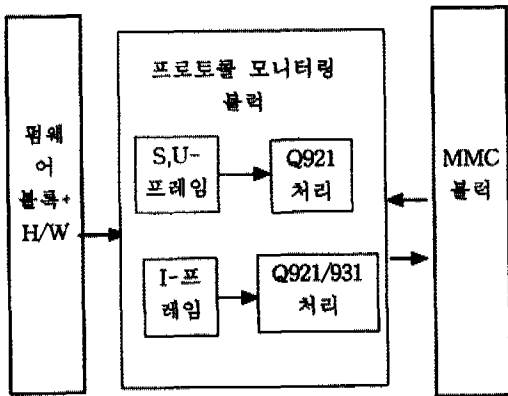 펌웨
어
블록+
H/W
프로토콜 모니터링
블럭
S,U-
프레임
Q921
처리
I-프
레임
Q921/931
처리
MMC
블럭